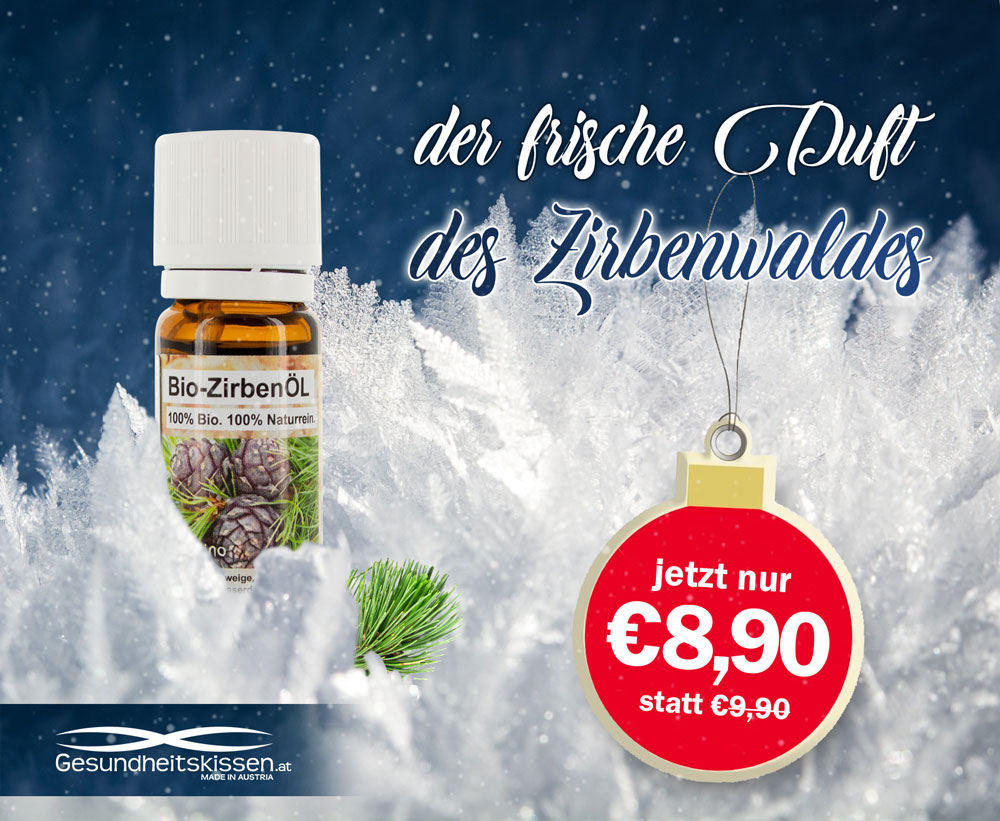 der frische Duft
des Zirbenwaldes
Bio-ZirbenÖL
100% Bio. 100% Naturrein.
jetzt nur
€8,90
statt €9,90
Gesundheitskissen.at
MADE IN AUSTRIA